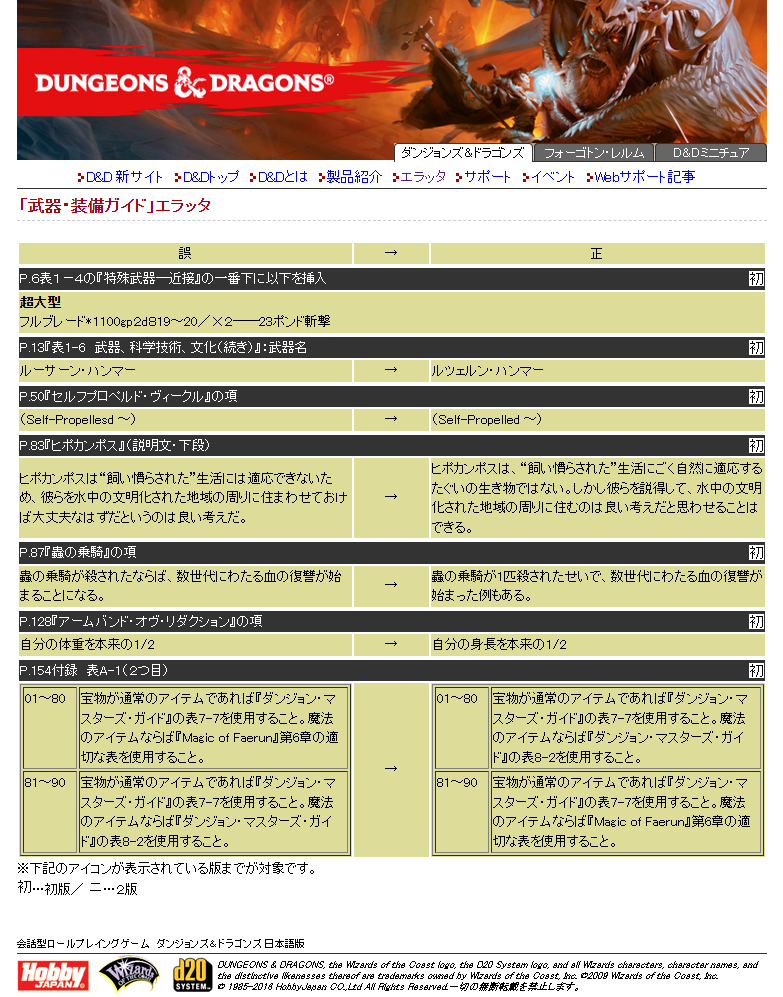 DUNGEONS & DRAGONS®
ダンジョンズ&ドラゴンズ フォーゴトン・レルム D&Dミニチュア
D&D新サイト D&Dトップ D&Dとは 製品紹介 エラッタ サポート イベント Webサポート記事
「武器・装備ガイド」エラッタ
誤 → 正
P.6表1－4の『特殊武器―近接』の一番下に以下を挿入 初
超大型
フルブレード*1100gp2d819～20／×2――23ポンド斬撃
P.13『表1-6　武器、科学技術、文化（続き）』：武器名 初
ルーサーン・ハンマー → ルツェルン・ハンマー
P.50『セルフプロペルド・ヴィークル』の項 初
（Self-Propellesd ～） → （Self-Propelled ～）
P.83『ヒポカンポス』（説明文・下段） 初
ヒポカンポスは“飼い慣らされた”生活には適応できないた
め、彼らを水中の文明化された地域の周りに住まわせておけ
ば大丈夫なはずだというのは良い考えだ。
→
ヒポカンポスは、“飼い慣らされた”生活にごく自然に適応する
たぐいの生き物ではない。しかし彼らを説得して、水中の文明
化された地域の周りに住むのは良い考えだと思わせることは
できる。
P.87『蟲の乗騎』の項 初
蟲の乗騎が殺されたならば、数世代にわたる血の復讐が始
まることになる。
→
蟲の乗騎が1匹殺されたせいで、数世代にわたる血の復讐が
始まった例もある。
P.128『アームバンド・オヴ・リダクション』の項 初
自分の体重を本来の1/2 → 自分の身長を本来の1/2
P.154付録　表A-1（2つ目） 初
01～80 宝物が通常のアイテムであれば『ダンジョン・マ
スターズ・ガイド』の表7-7を使用すること。魔法
のアイテムならば『Magic of Faerun』第6章の適
切な表を使用すること。
81～90 宝物が通常のアイテムであれば『ダンジョン・マ
スターズ・ガイド』の表7-7を使用すること。魔法
のアイテムならば『ダンジョン・マスターズ・ガイ
ド』の表8-2を使用すること。
→
01～80 宝物が通常のアイテムであれば『ダンジョン・マ
スターズ・ガイド』の表7-7を使用すること。魔法
のアイテムならば『ダンジョン・マスターズ・ガイ
ド』の表8-2を使用すること。
81～90 宝物が通常のアイテムであれば『ダンジョン・マ
スターズ・ガイド』の表7-7を使用すること。魔法
のアイテムならば『Magic of Faerun』第6章の適
切な表を使用すること。
※下記のアイコンが表示されている版までが対象です。
初…初版／ 二…2版
会話型ロールプレイングゲーム　ダンジョンズ&ドラゴンズ日本語版
Hobby JAPAN Wizards d20 SYSTEM
DUNGEONS & DRAGONS, the Wizards of the Coast logo, the D20 System logo, and all Wizards characters, character names, and
the distinctive likenesses thereof are trademarks owned by Wizards of the Coast, Inc. ©2009 Wizards of the Coast, Inc.
© 1985-2016 HobbyJapan CO.,Ltd All Rights Reserved.一切の無断転載を禁止します。